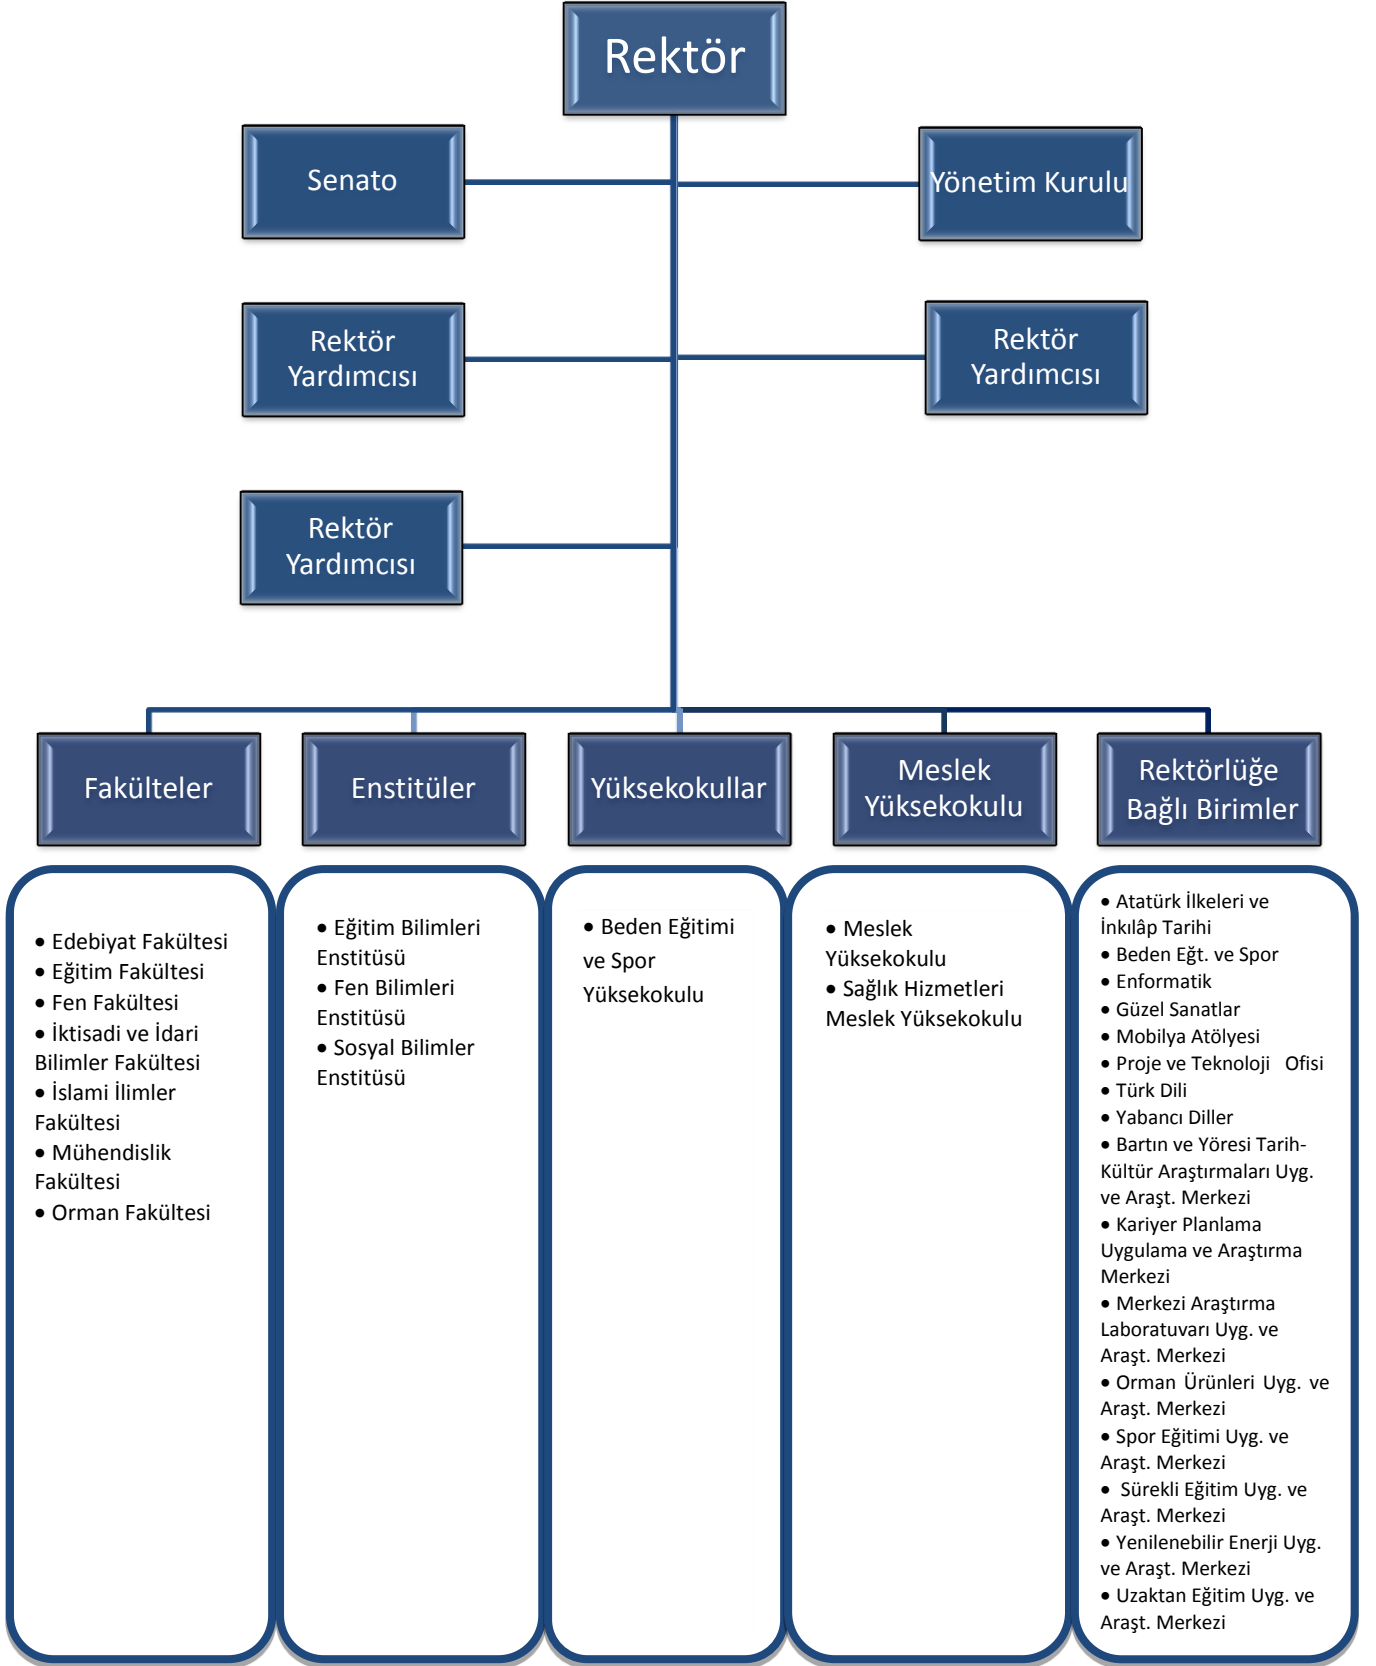 Rektör
Senato
Yönetim Kurulu
Rektör
Yardımcısı
Rektör
Yardımcısı
Rektör
Yardımcısı
Fakülteler
Enstitüler
Yüksekokullar
Meslek
Yüksekokulu
Rektörlüğe
Bağlı Birimler
• Edebiyat Fakültesi
• Eğitim Fakültesi
• Fen Fakültesi
• İktisadi ve İdari
Bilimler Fakültesi
• İslami İlimler
Fakültesi
• Mühendislik
Fakültesi
• Orman Fakültesi
• Eğitim Bilimleri
Enstitüsü
• Fen Bilimleri
Enstitüsü
• Sosyal Bilimler
Enstitüsü
• Beden Eğitimi
ve Spor
Yüksekokulu
• Meslek
Yüksekokulu
• Sağlık Hizmetleri
Meslek Yüksekokulu
• Atatürk İlkeleri ve
İnkılâp Tarihi
• Beden Eğt. ve Spor
• Enformatik
• Güzel Sanatlar
• Mobilya Atölyesi
• Proje ve Teknoloji Ofisi
• Türk Dili
• Yabancı Diller
• Bartın ve Yöresi Tarih-
Kültür Araştırmaları Uyg.
ve Araşt. Merkezi
• Kariyer Planlama
Uygulama ve Araştırma
Merkezi
• Merkezi Araştırma
Laboratuvarı Uyg. ve
Araşt. Merkezi
• Orman Ürünleri Uyg. ve
Araşt. Merkezi
• Spor Eğitimi Uyg. ve
Araşt. Merkezi
• Sürekli Eğitim Uyg. ve
Araşt. Merkezi
• Yenilenebilir Enerji Uyg.
ve Araşt. Merkezi
• Uzaktan Eğitim Uyg. ve
Araşt. Merkezi